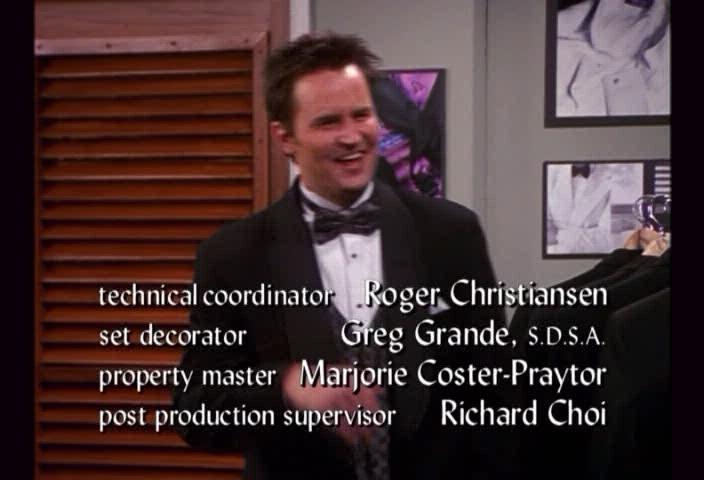 technical coordinator Roger Christiansen
set decorator Greg Grande, S.D.S.A.
property master Marjorie Coster-Praytor
post production supervisor Richard Choi